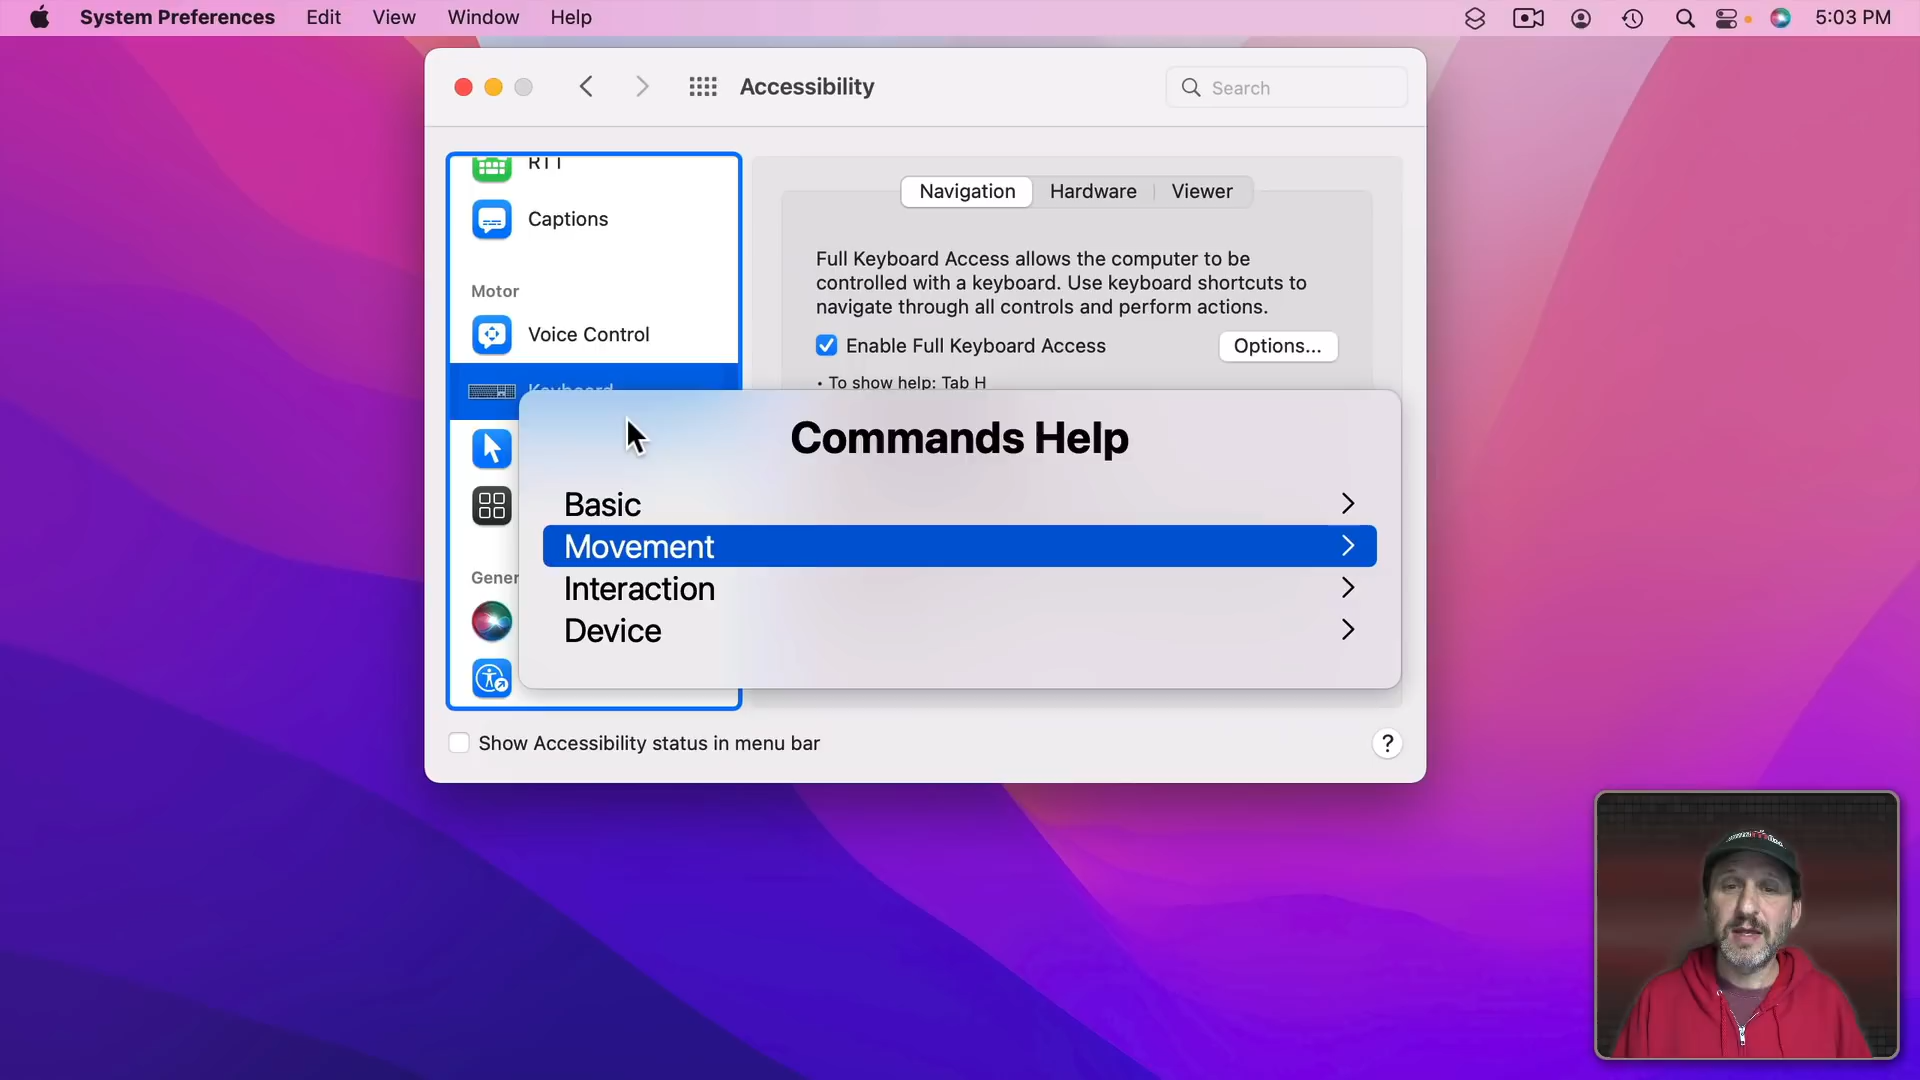 System Preferences Edit View Window Help 5:03 PM
Accessibility
Search
RTT
Captions
Motor
Voice Control
Keyboard
Gener
Navigation Hardware Viewer
Full Keyboard Access allows the computer to be
controlled with a keyboard. Use keyboard shortcuts to
navigate through all controls and perform actions.
Enable Full Keyboard Access Options...
• To show help: Tab H
Commands Help
Basic
Movement
Interaction
Device
Show Accessibility status in menu bar ?